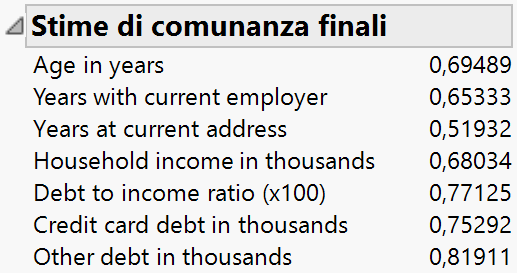 Stime di comunanza finali
Age in years 0,69489
Years with current employer 0,65333
Years at current address 0,51932
Household income in thousands 0,68034
Debt to income ratio (x100) 0,77125
Credit card debt in thousands 0,75292
Other debt in thousands 0,81911